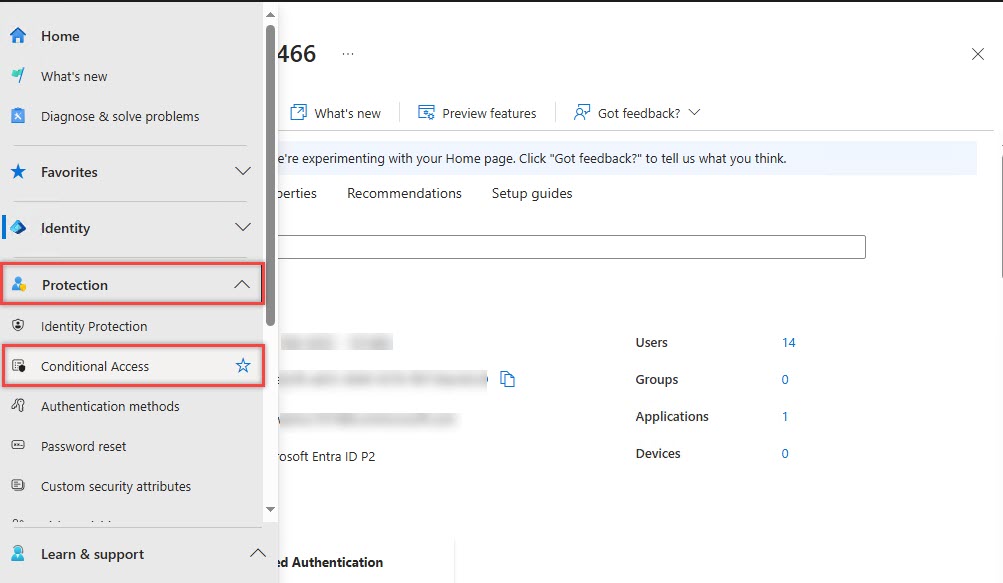 Home
What's new
Diagnose & solve problems
Favorites
Identity
Protection
Identity Protection
Conditional Access
Authentication methods
Password reset
Custom security attributes
Learn & support
466 ...
What's new
Preview features
Got feedback?
e're experimenting with your Home page. Click "Got feedback?" to tell us what you think.
perties Recommendations Setup guides
Users 14
Groups 0
Applications 1
Devices 0
rosoft Entra ID P2
ed Authentication